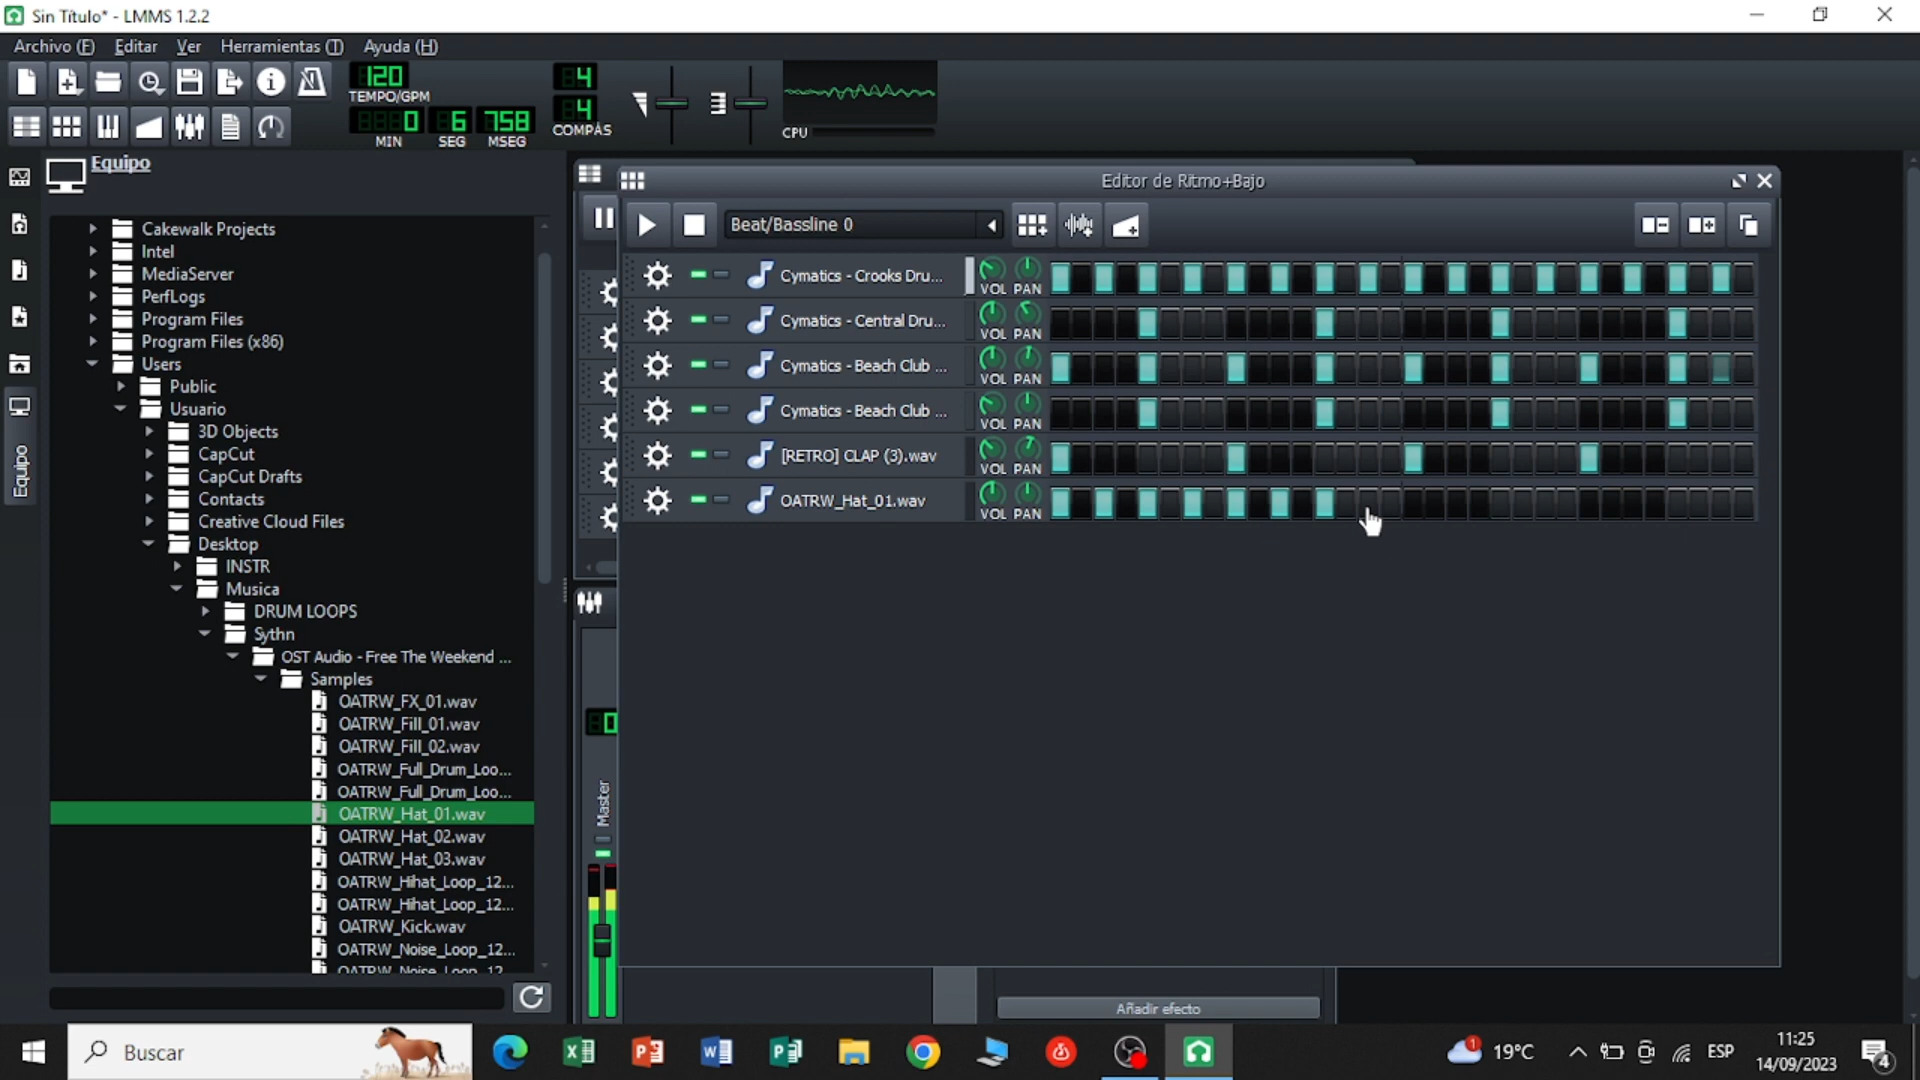 Sin Título* - LMMS 1.2.2
Archivo (F) Editar Ver Herramientas (T) Ayuda (H)
120
TEMPO/GPM
4
4
COMPÁS
0 6 758
MIN SEG MSEG
CPU
Equipo
Equipo
Cakewalk Projects
Intel
MediaServer
PerfLogs
Program Files
Program Files (x86)
Users
Public
Usuario
3D Objects
CapCut
CapCut Drafts
Contacts
Creative Cloud Files
Desktop
INSTR
Musica
DRUM LOOPS
Sythn
OST Audio - Free The Weekend ...
Samples
OATRW_FX_01.wav
OATRW_Fill_01.wav
OATRW_Fill_02.wav
OATRW_Full_Drum_Loo...
OATRW_Full_Drum_Loo...
OATRW_Hat_01.wav
OATRW_Hat_02.wav
OATRW_Hat_03.wav
OATRW_Hihat_Loop_12...
OATRW_Hihat_Loop_12...
OATRW_Kick.wav
OATRW_Noise_Loop_12...
OATRW_Noise_Loop_12
Editor de Ritmo+Bajo
Beat/Bassline 0
Cymatics - Crooks Dru... VOL PAN
Cymatics - Central Dru... VOL PAN
Cymatics - Beach Club ... VOL PAN
Cymatics - Beach Club ... VOL PAN
[RETRO] CLAP (3).wav VOL PAN
OATRW_Hat_01.wav VOL PAN
0
Master
Añadir efecto
Buscar
1 19°C ESP
11:25
14/09/2023
4